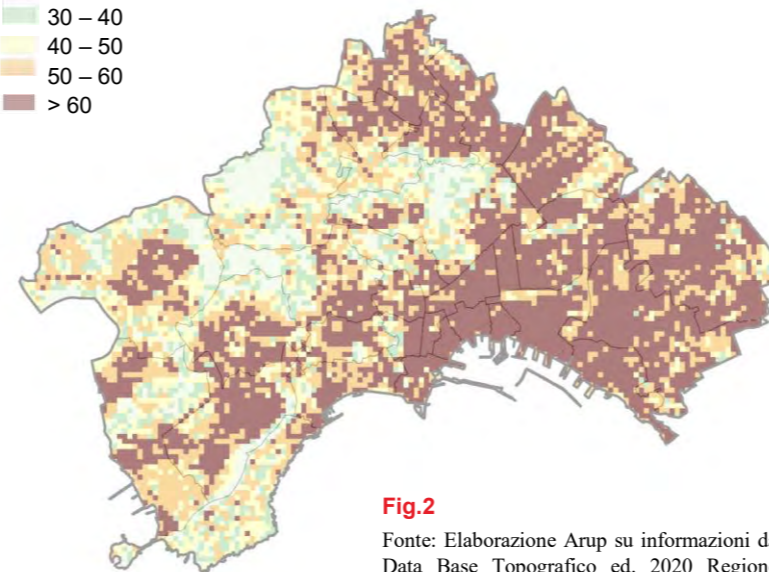 30 – 40
40 – 50
50 – 60
> 60
Fig.2
Fonte: Elaborazione Arup su informazioni
Data Base Topografico ed. 2020